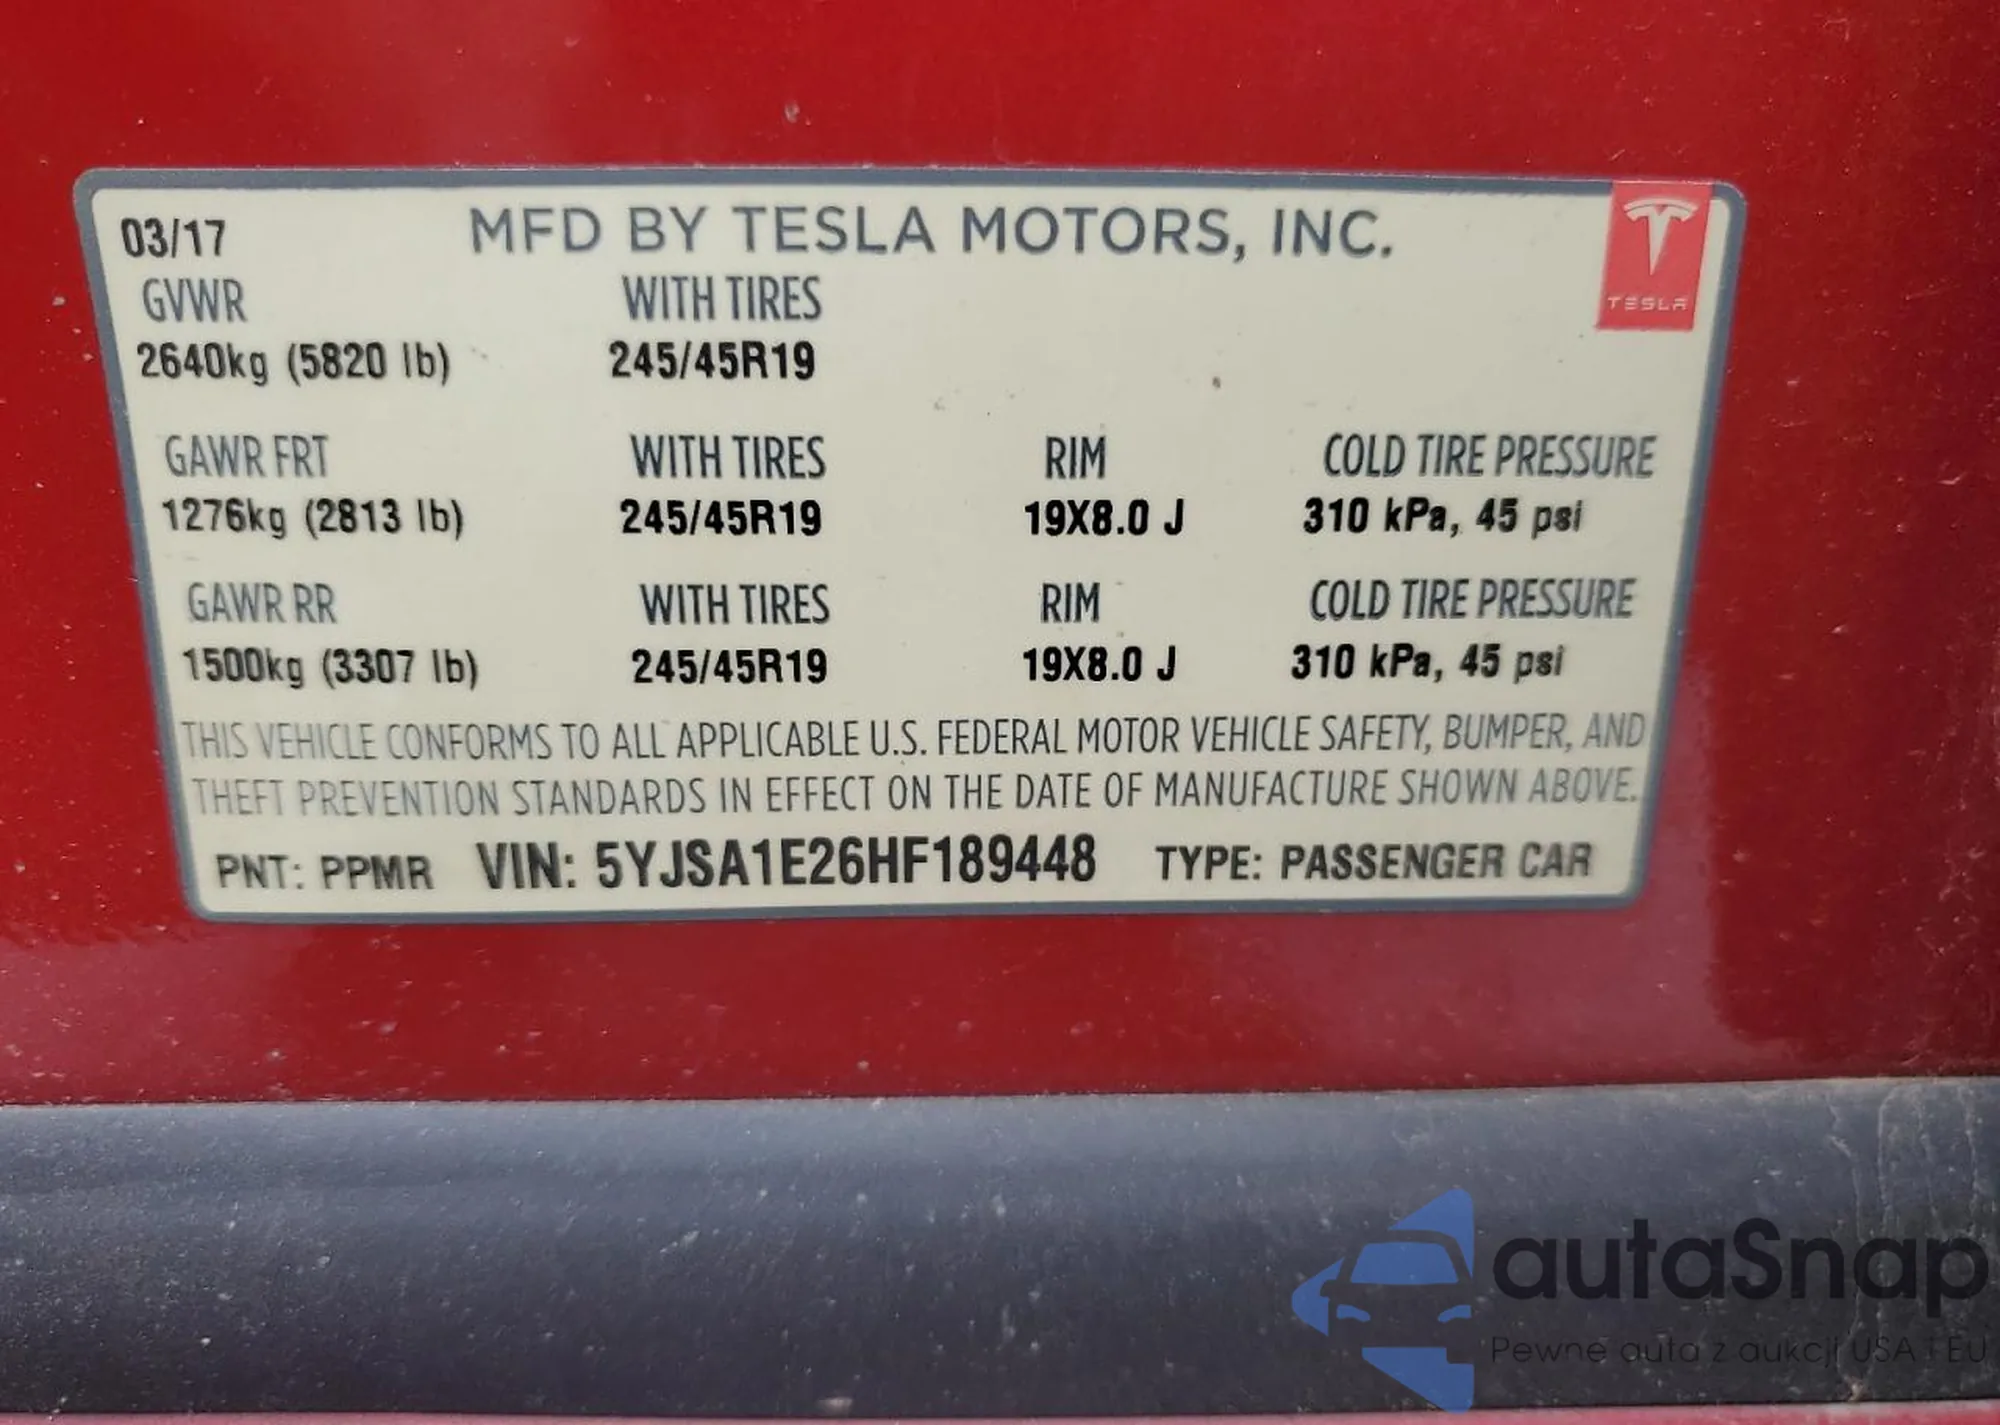 03/17 MFD BY TESLA MOTORS, INC.
TESLA
GVWR WITH TIRES
2640kg (5820 lb) 245/45R19
GAWR FRT WITH TIRES RIM COLD TIRE PRESSURE
1276kg (2813 lb) 245/45R19 19X8.0 J 310 kPa, 45 psi
GAWR RR WITH TIRES RIM COLD TIRE PRESSURE
1500kg (3307 lb) 245/45R19 19X8.0 J 310 kPa, 45 psi
THIS VEHICLE CONFORMS TO ALL APPLICABLE U.S. FEDERAL MOTOR VEHICLE SAFETY, BUMPER, AND
THEFT PREVENTION STANDARDS IN EFFECT ON THE DATE OF MANUFACTURE SHOWN ABOVE.
PNT: PPMR VIN: 5YJSA1E26HF189448 TYPE: PASSENGER CAR
autaSnap
Pewne auta z aukcji USA i EU